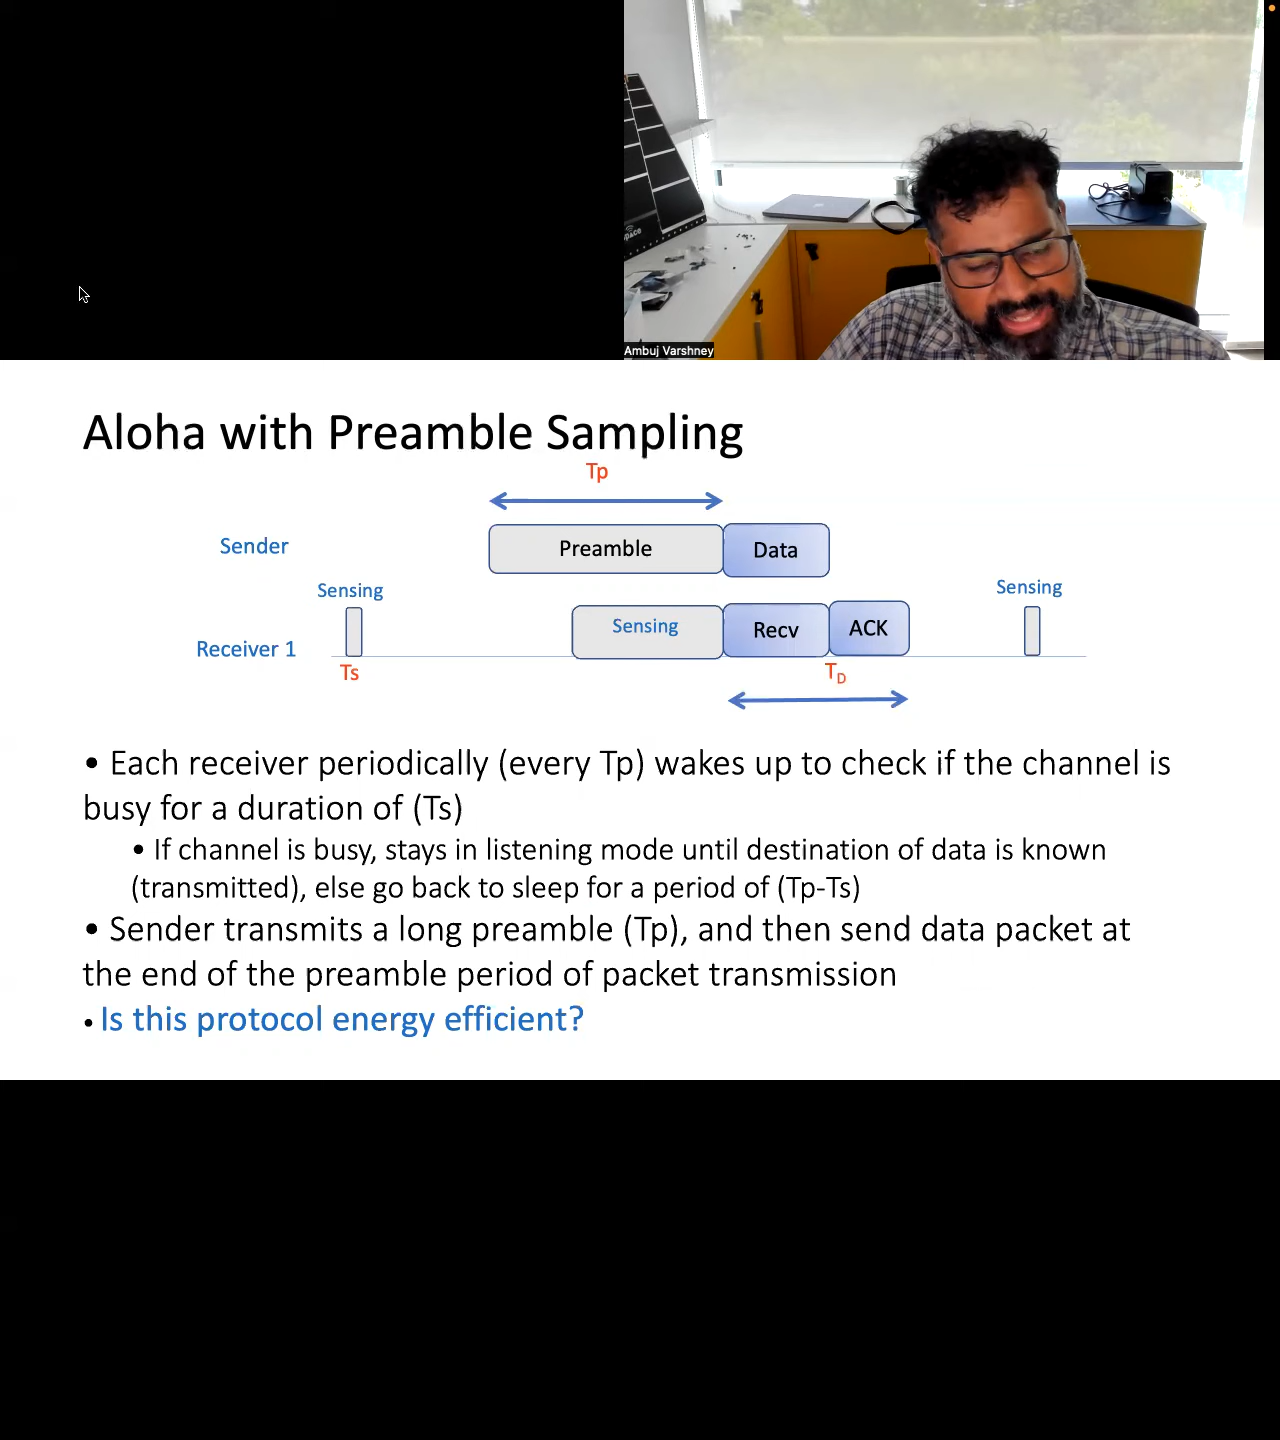 Ambuj Varshney
Aloha with Preamble Sampling
Tp
Sender
Preamble
Data
Sensing
Sensing
Receiver 1
Sensing
Recv
ACK
Ts
TD
• Each receiver periodically (every Tp) wakes up to check if the channel is
busy for a duration of (Ts)
• If channel is busy, stays in listening mode until destination of data is known
(transmitted), else go back to sleep for a period of (Tp-Ts)
• Sender transmits a long preamble (Tp), and then send data packet at
the end of the preamble period of packet transmission
• Is this protocol energy efficient?